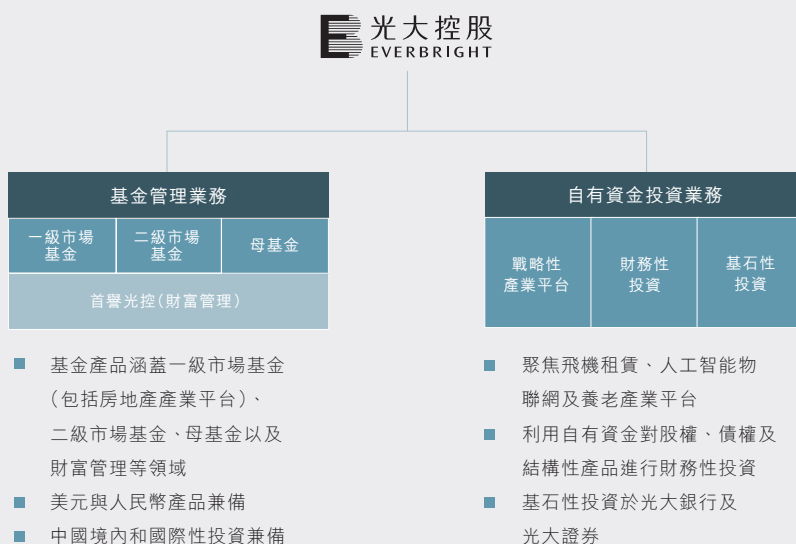 光大控股
EVERBRIGHT
基金管理業務
一級市場
基金
二級市場
基金
母基金
首譽光控(財富管理)
基金產品涵蓋一級市場基金
(包括房地產產業平台)、
二級市場基金、母基金以及
財富管理等領域
美元與人民幣產品兼備
中國境內和國際性投資兼備
自有資金投資業務
戰略性
產業平台
財務性
投資
基石性
投資
聚焦飛機租賃、人工智能物
聯網及養老產業平台
利用自有資金對股權、債權及
結構性產品進行財務性投資
基石性投資於光大銀行及
光大證券